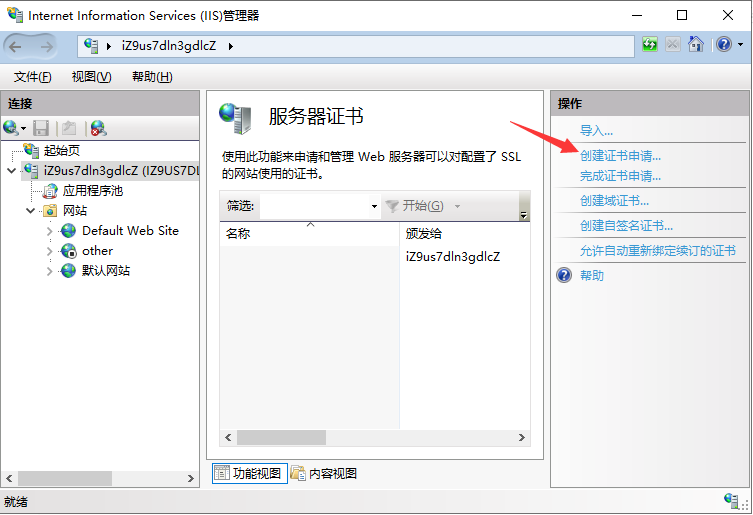 Internet Information Services (IIS)管理器
iZ9us7dln3gdlcZ
文件(F) 视图(V) 帮助(H)
连接
起始页
iZ9us7dln3gdlcZ (IZ9US7DL
应用程序池
网站
Default Web Site
other
默认网站
服务器证书
使用此功能来申请和管理 Web 服务器可以对配置了 SSL
的网站使用的证书。
筛选: 开始(G)
名称 颁发给
iZ9us7dln3gdlcZ
功能视图 内容视图
操作
导入...
创建证书申请...
完成证书申请...
创建域证书...
创建自签名证书...
允许自动重新绑定续订的证书
帮助
就绪